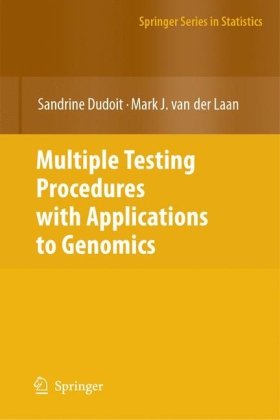 Springer Series in Statistics
Sandrine Dudoit · Mark J. van der Laan
Multiple Testing
Procedures
with Applications
to Genomics
Springer